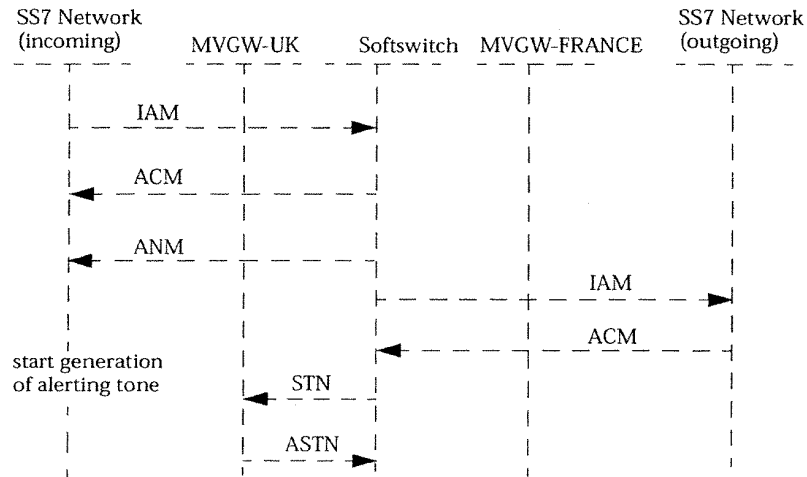 SS7 Network
(incoming)
MVGW-UK
Softswitch
MVGW-FRANCE
SS7 Network
(outgoing)
IAM
ACM
ANM
IAM
ACM
start generation
of alerting tone
STN
ASTN